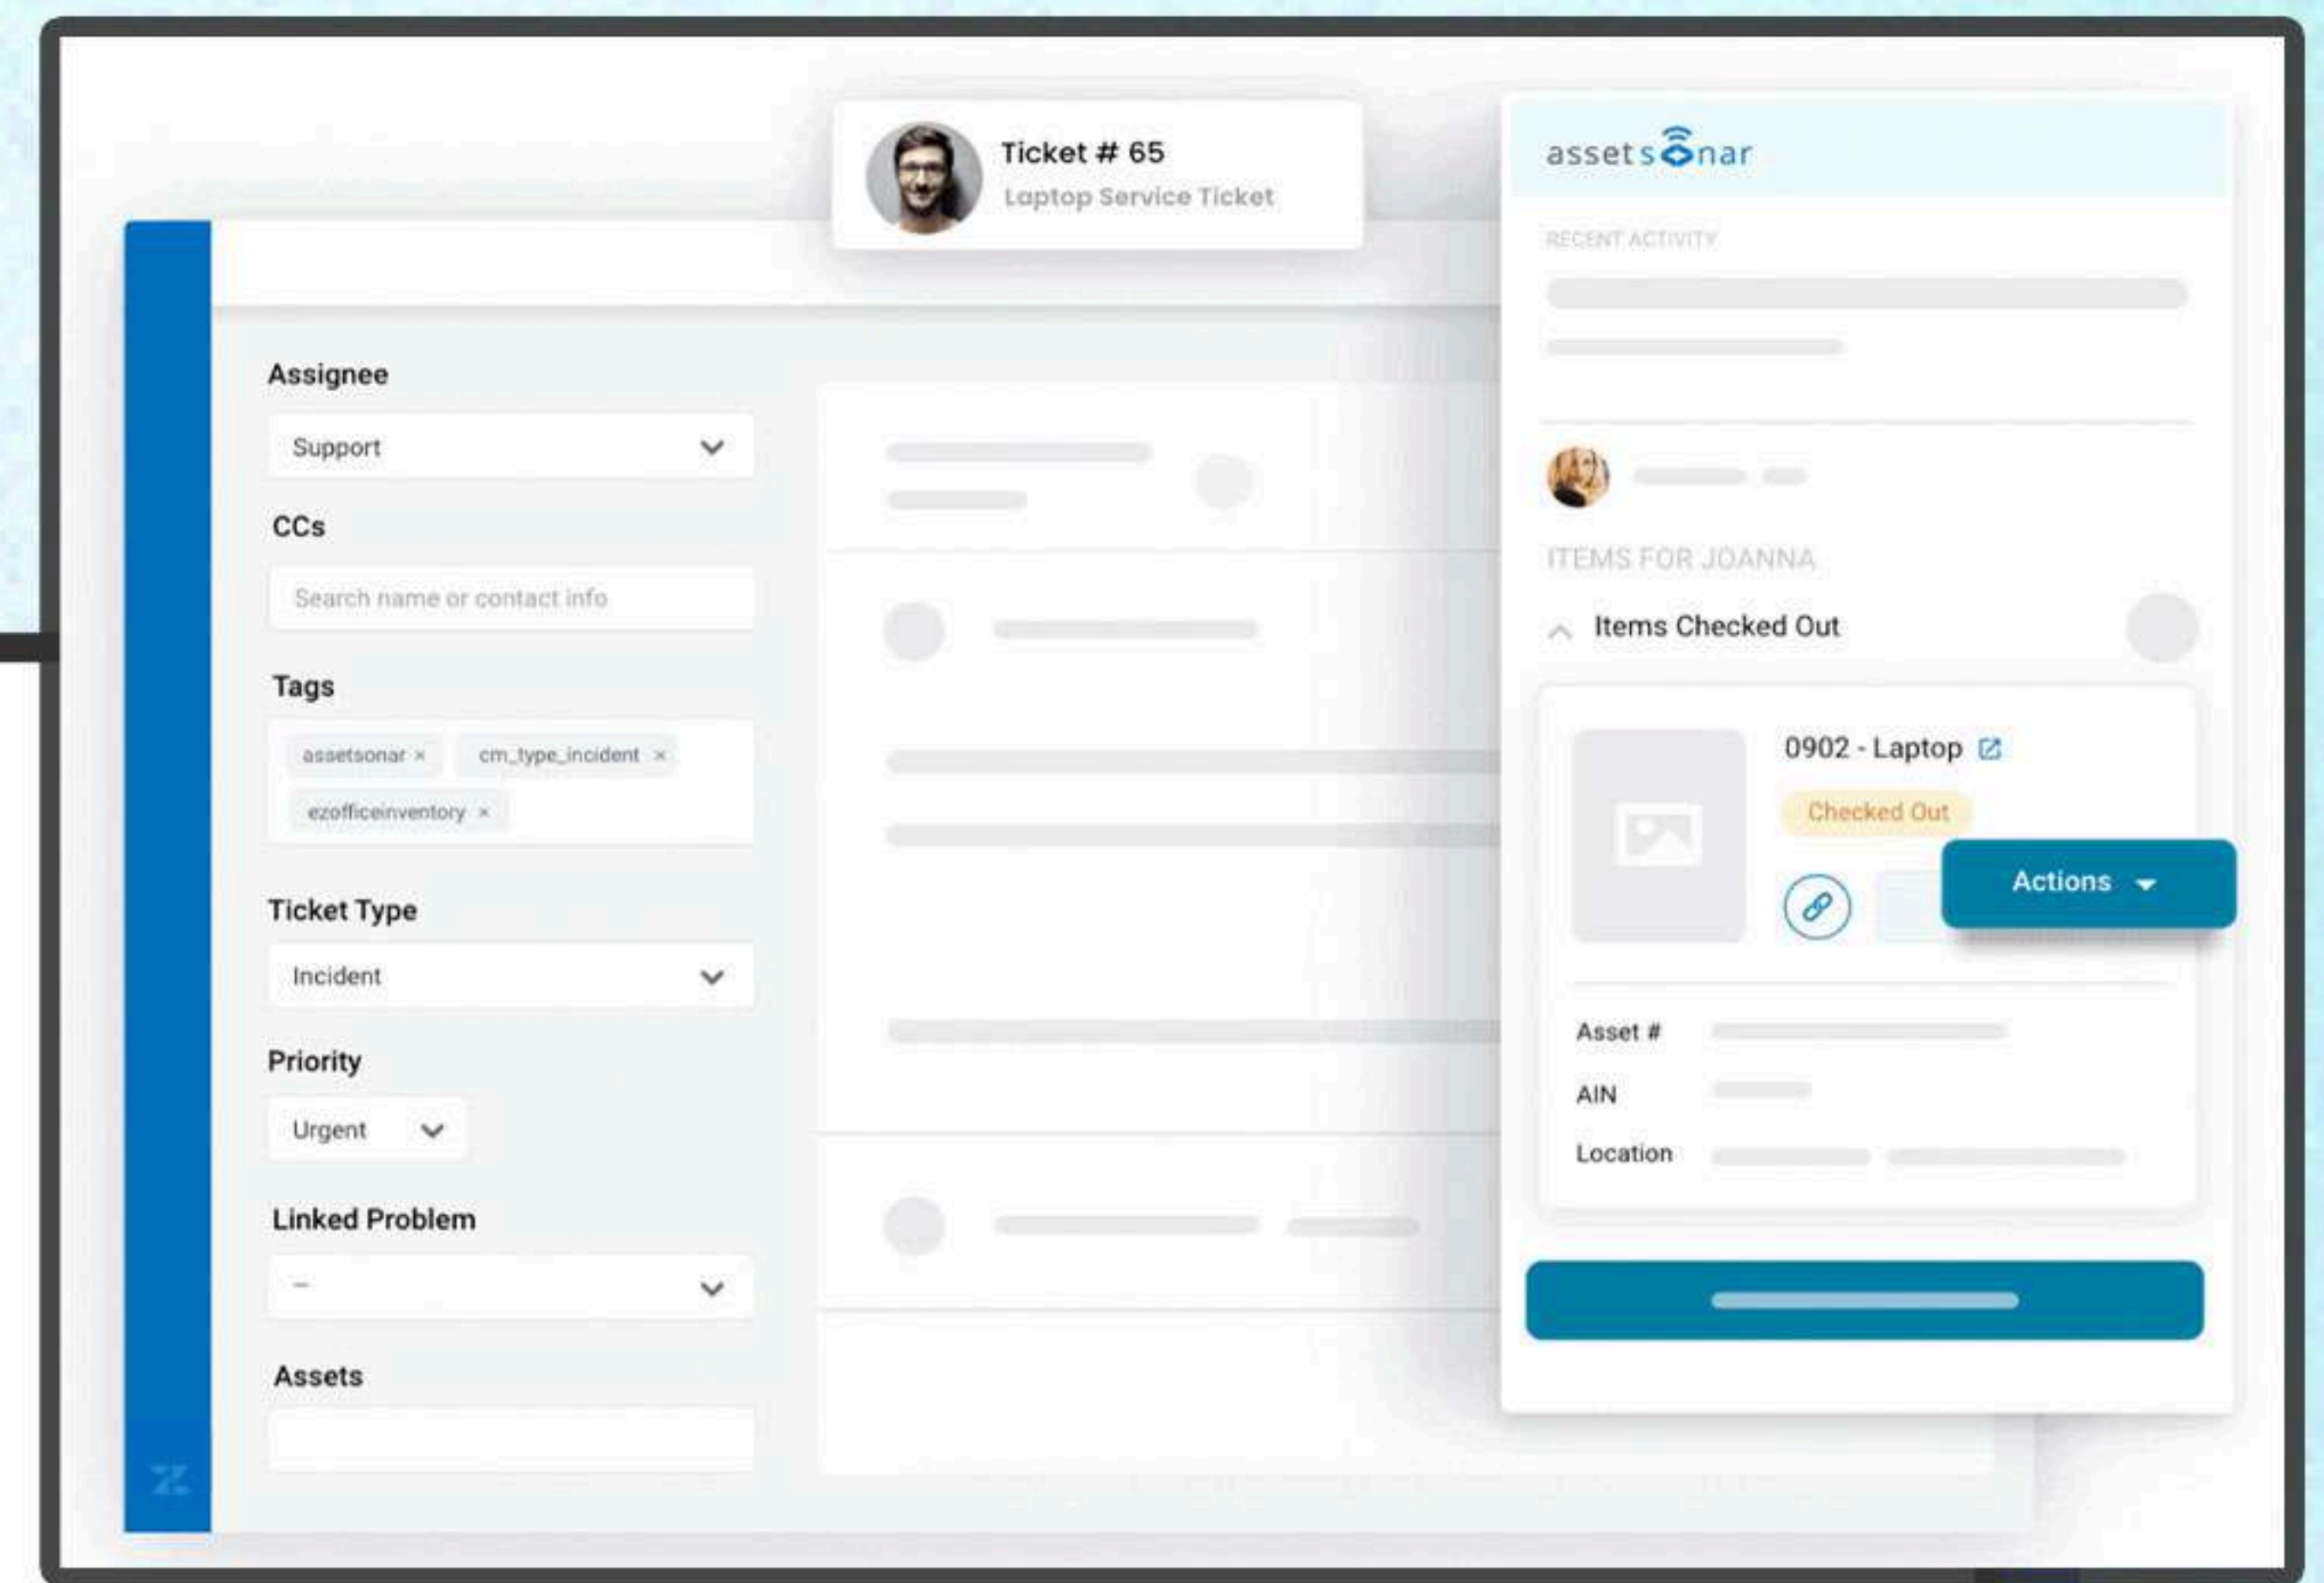 Ticket # 65
Laptop Service Ticket
Assignee
Support
CCs
Search name or contact info
Tags
assetsonar × cm_type_incident ×
ezofficeinventory ×
Ticket Type
Incident
Priority
Urgent
Linked Problem
–
Assets
assetsonar
RECENT ACTIVITY
ITEMS FOR JOANNA
Items Checked Out
0902 - Laptop
Checked Out
Actions
Asset #
AIN
Location